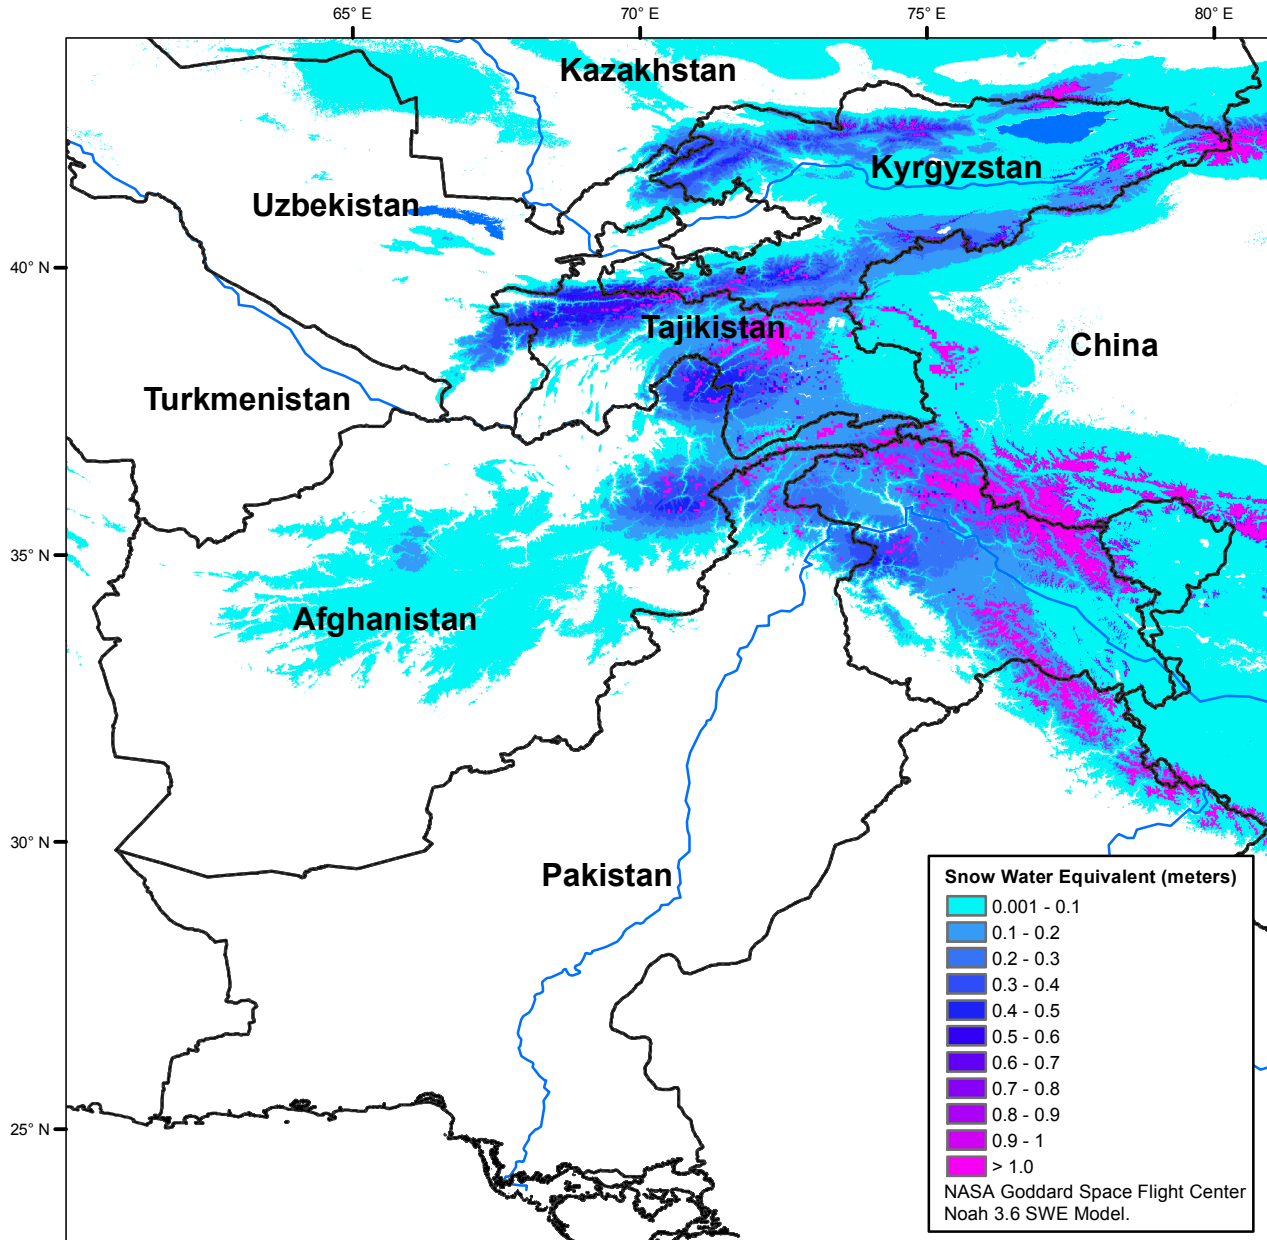 65° E
70° E
75° E
80° E
Kazakhstan
Kyrgyzstan
Uzbekistan
40° N
Tajikistan
China
Turkmenistan
35° N
Afghanistan
30° N
Pakistan
25° N
Snow Water Equivalent (meters)
0.001 - 0.1
0.1 - 0.2
0.2 - 0.3
0.3 - 0.4
0.4 - 0.5
0.5 - 0.6
0.6 - 0.7
0.7 - 0.8
0.8 - 0.9
0.9 - 1
> 1.0
NASA Goddard Space Flight Center
Noah 3.6 SWE Model.